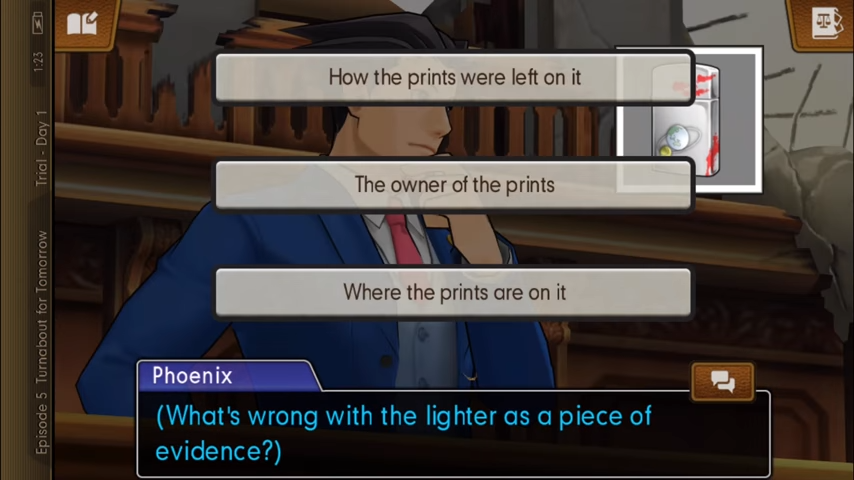 1:23
Trial - Day 1
Episode 5 Turnabout for Tomorrow
How the prints were left on it
The owner of the prints
Where the prints are on it
Phoenix
(What's wrong with the lighter as a piece of
evidence?)